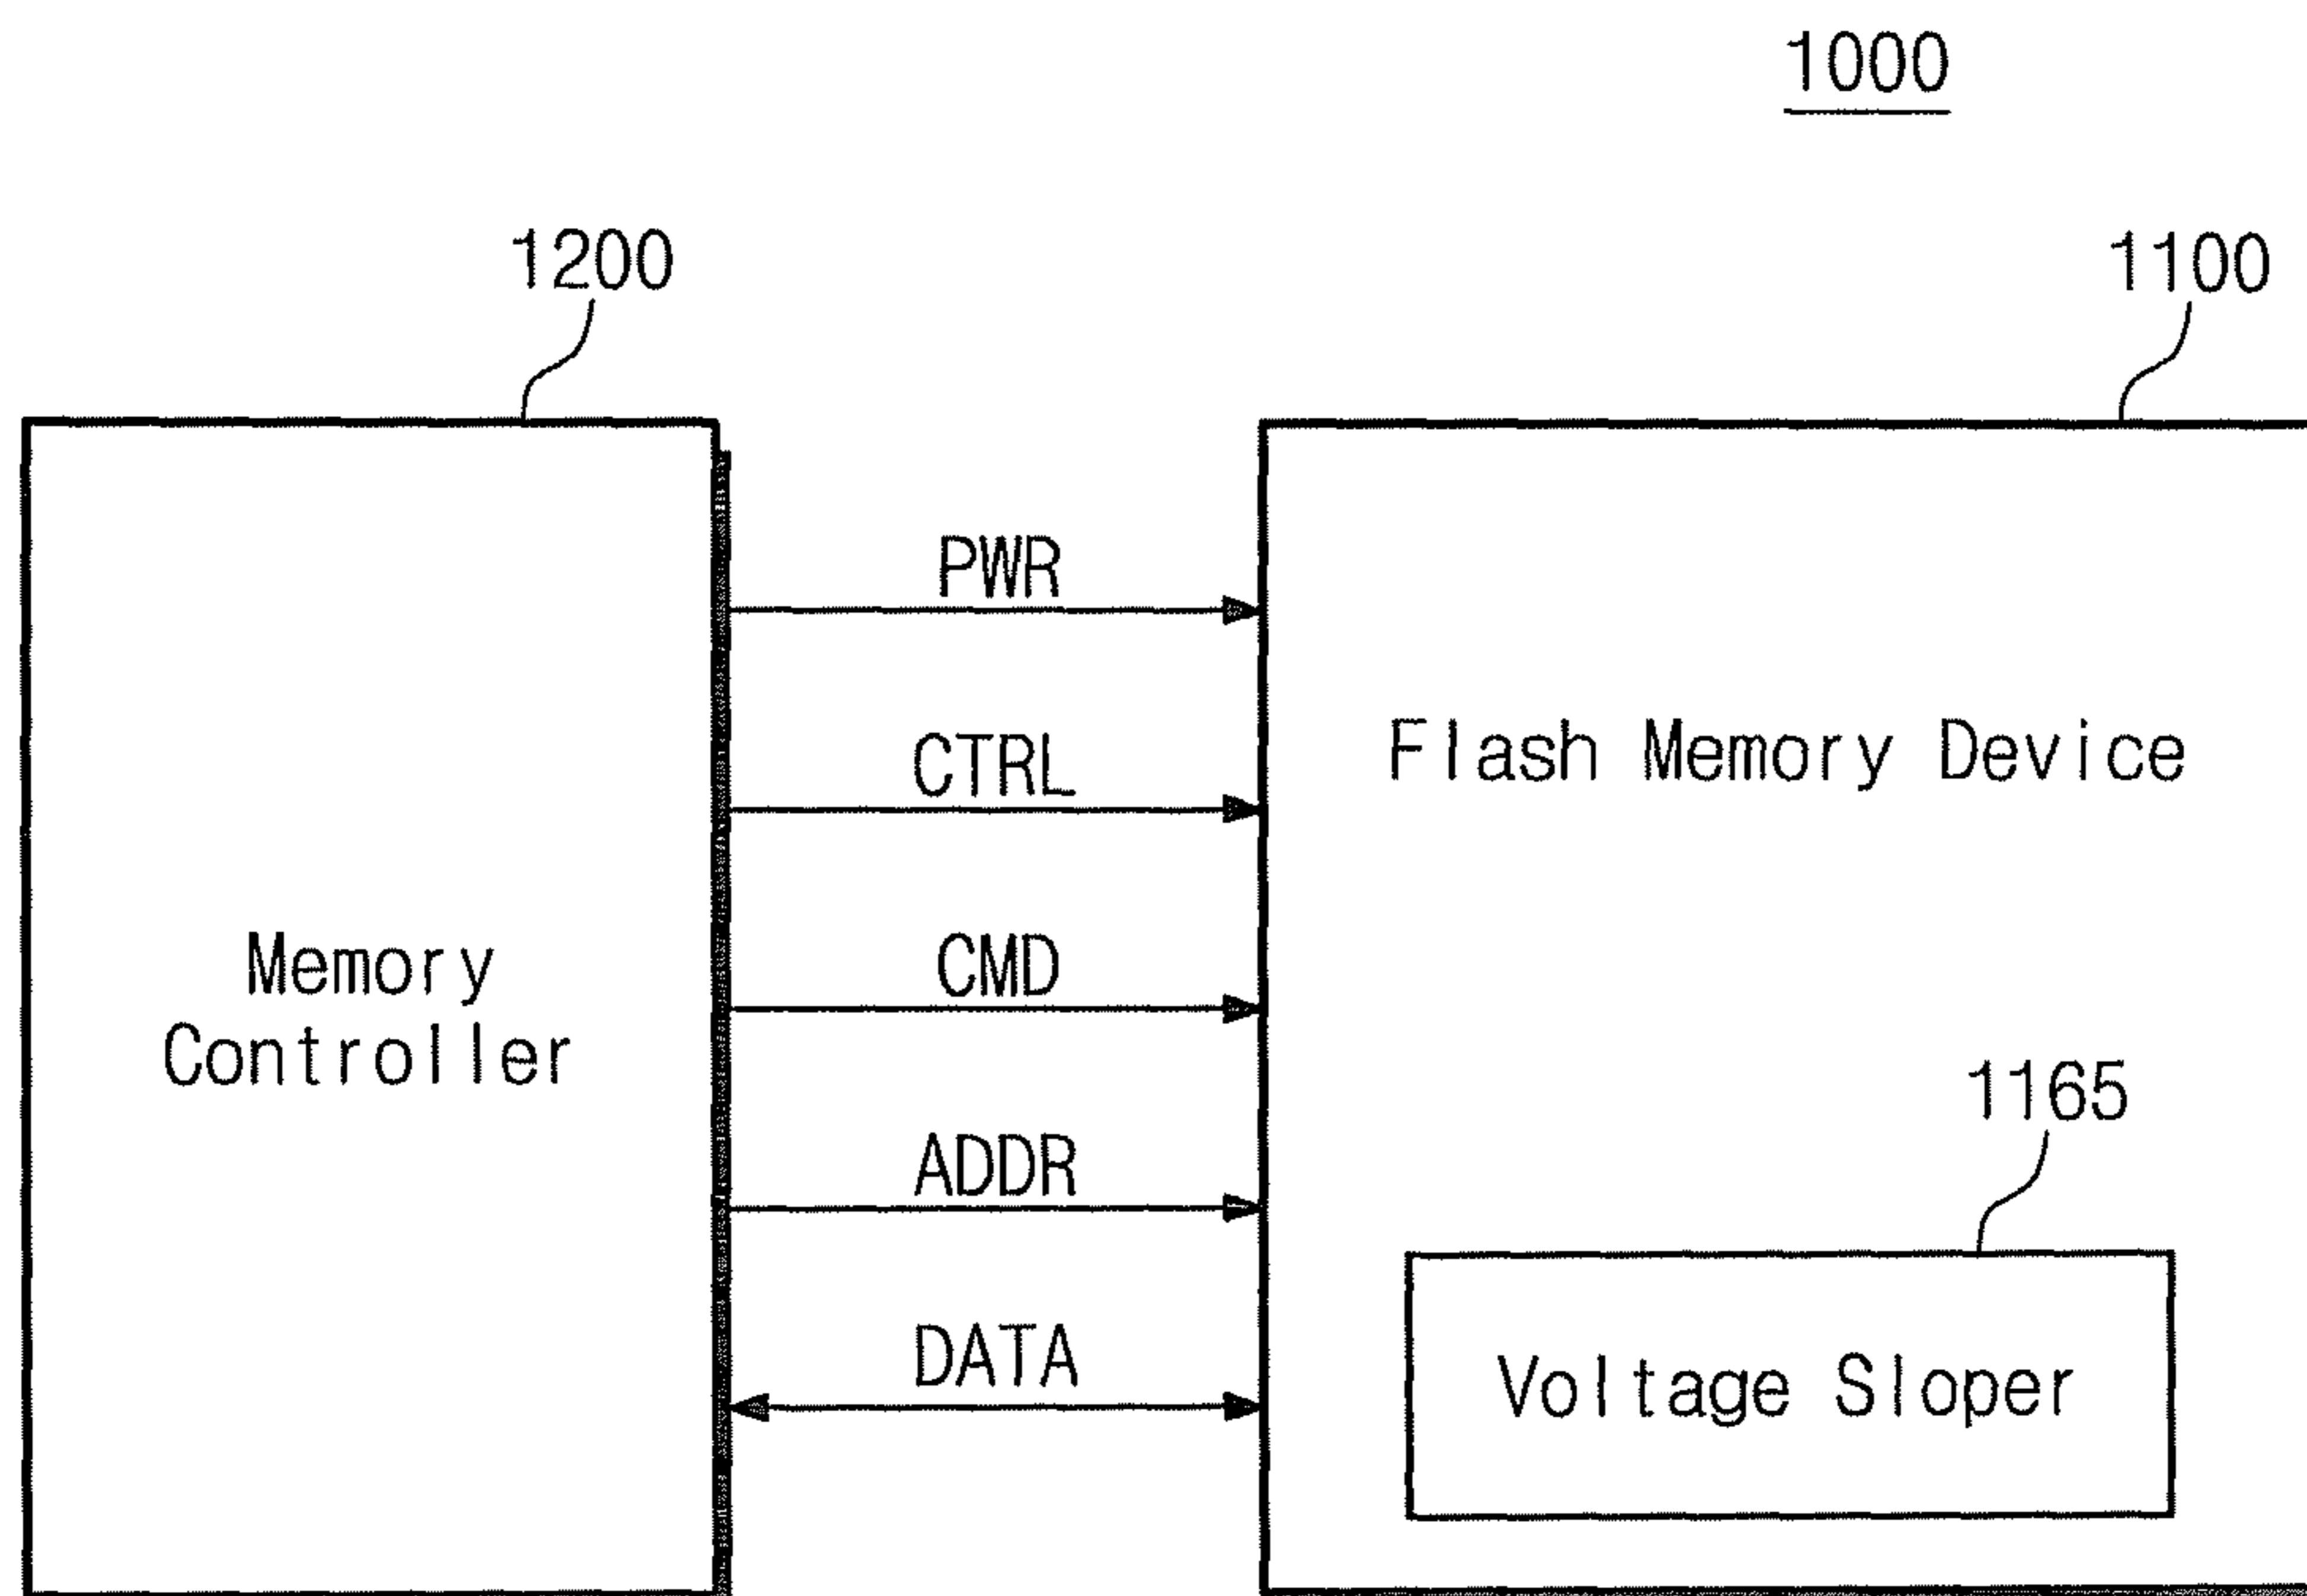 1000
1200
1100
PWR
CTRL
Flash Memory Device
CMD
Memory
Controller
1165
ADDR
DATA
Voltage Sloper